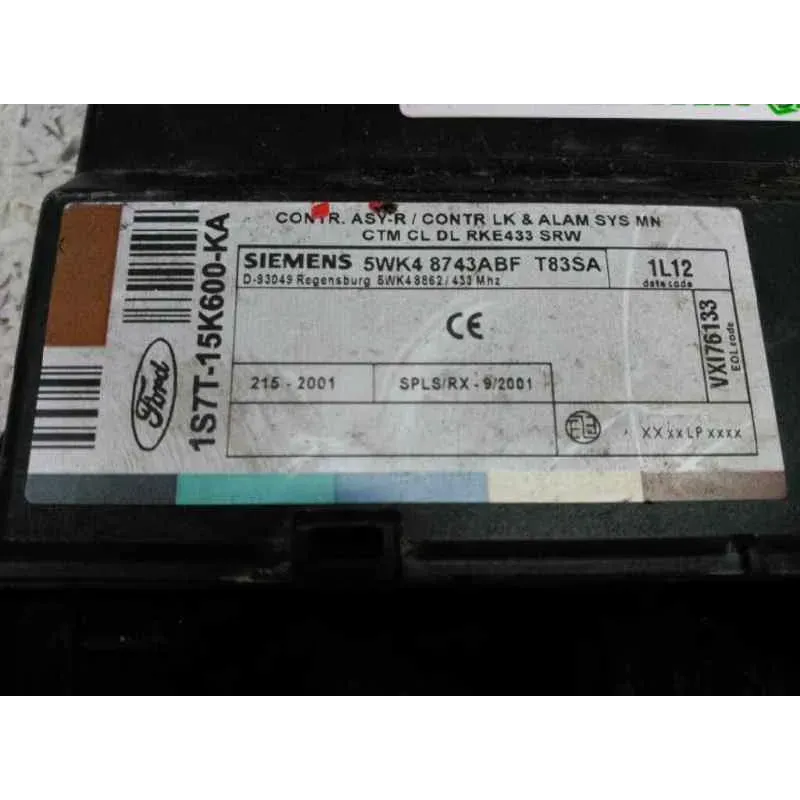 CONTR. ASY-R / CONTR LK & ALAM SYS MN
CTM CL DL RKE433 SRW
SIEMENS 5WK4 8743ABF T83SA
D-93049 Regensburg 5WK48862/433 Mhz
1L12
date code
CE
215 - 2001
SPLS/RX - 9/2001
XX XX LP XXXX
VXI76133
EOL code
Ford
1S7T-15K600-KA